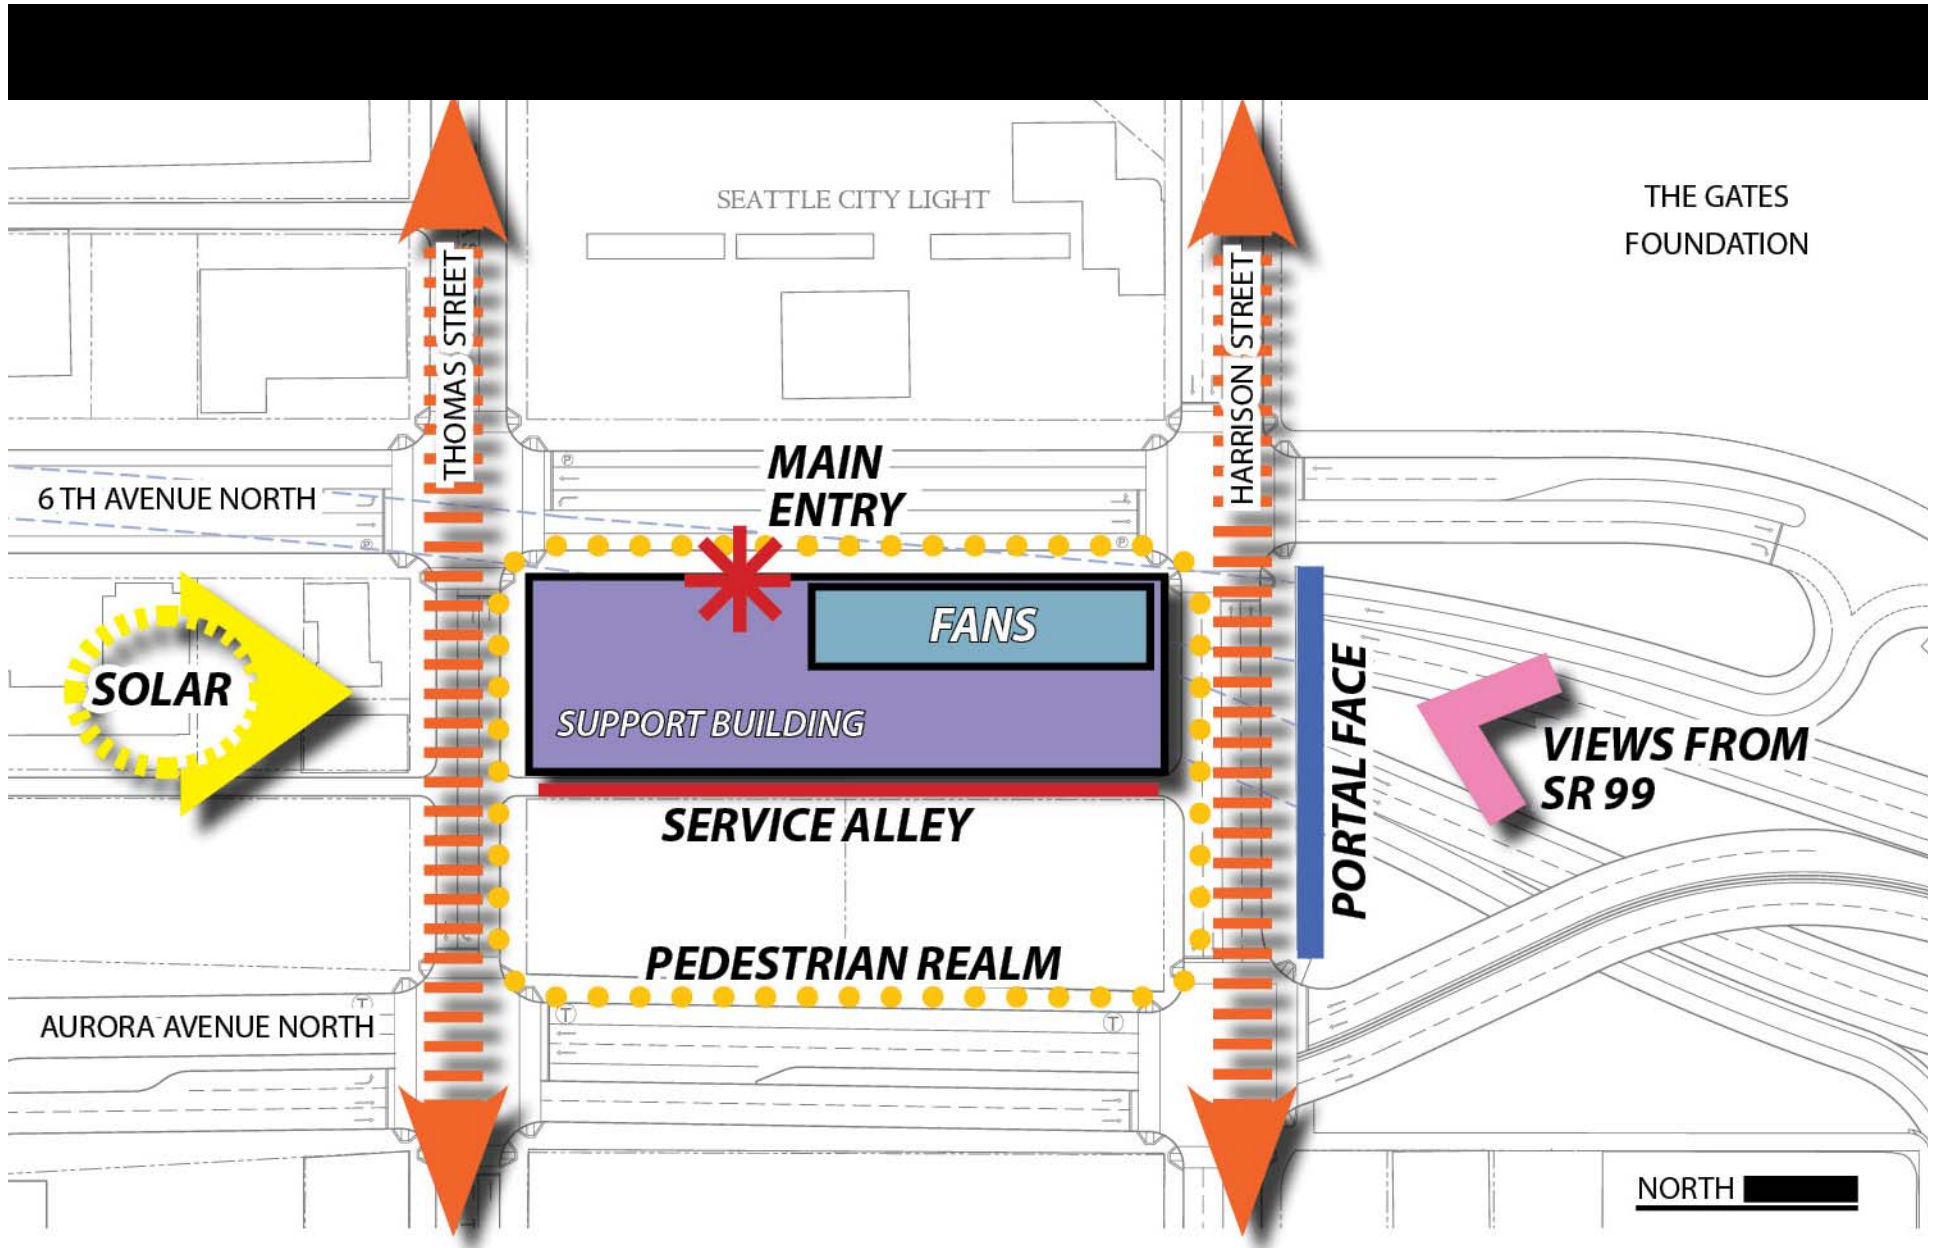 SEATTLE CITY LIGHT
THE GATES
FOUNDATION
THOMAS STREET
HARRISON STREET
MAIN
ENTRY
6 TH AVENUE NORTH
FANS
SOLAR
SUPPORT BUILDING
PORTAL FACE
VIEWS FROM
SR 99
SERVICE ALLEY
PEDESTRIAN REALM
AURORA AVENUE NORTH
P
P
P
T
T
T
NORTH